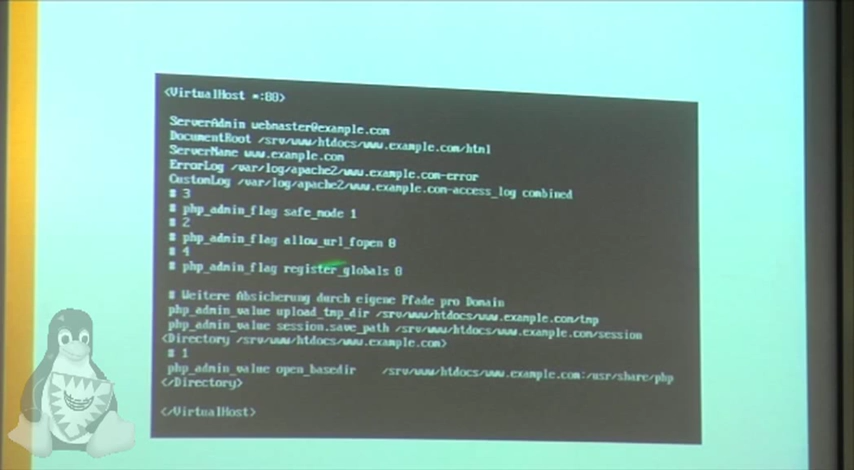 <VirtualHost *:80>
ServerAdmin webmaster@example.com
DocumentRoot /srv/www/htdocs/www.example.com/html
ServerName www.example.com
ErrorLog /var/log/apache2/www.example.com-error
CustomLog /var/log/apache2/www.example.com-access_log combined
# 3
# php_admin_flag safe_mode 1
# 2
# php_admin_flag allow_url_fopen 0
# 4
# php_admin_flag register_globals 0
# Weitere Absicherung durch eigene Pfade pro Domain
php_admin_value upload_tmp_dir /srv/www/htdocs/www.example.com/tmp
php_admin_value session.save_path /srv/www/htdocs/www.example.com/session
<Directory /srv/www/htdocs/www.example.com>
# 1
php_admin_value open_basedir /srv/www/htdocs/www.example.com:/usr/share/php
</Directory>
</VirtualHost>